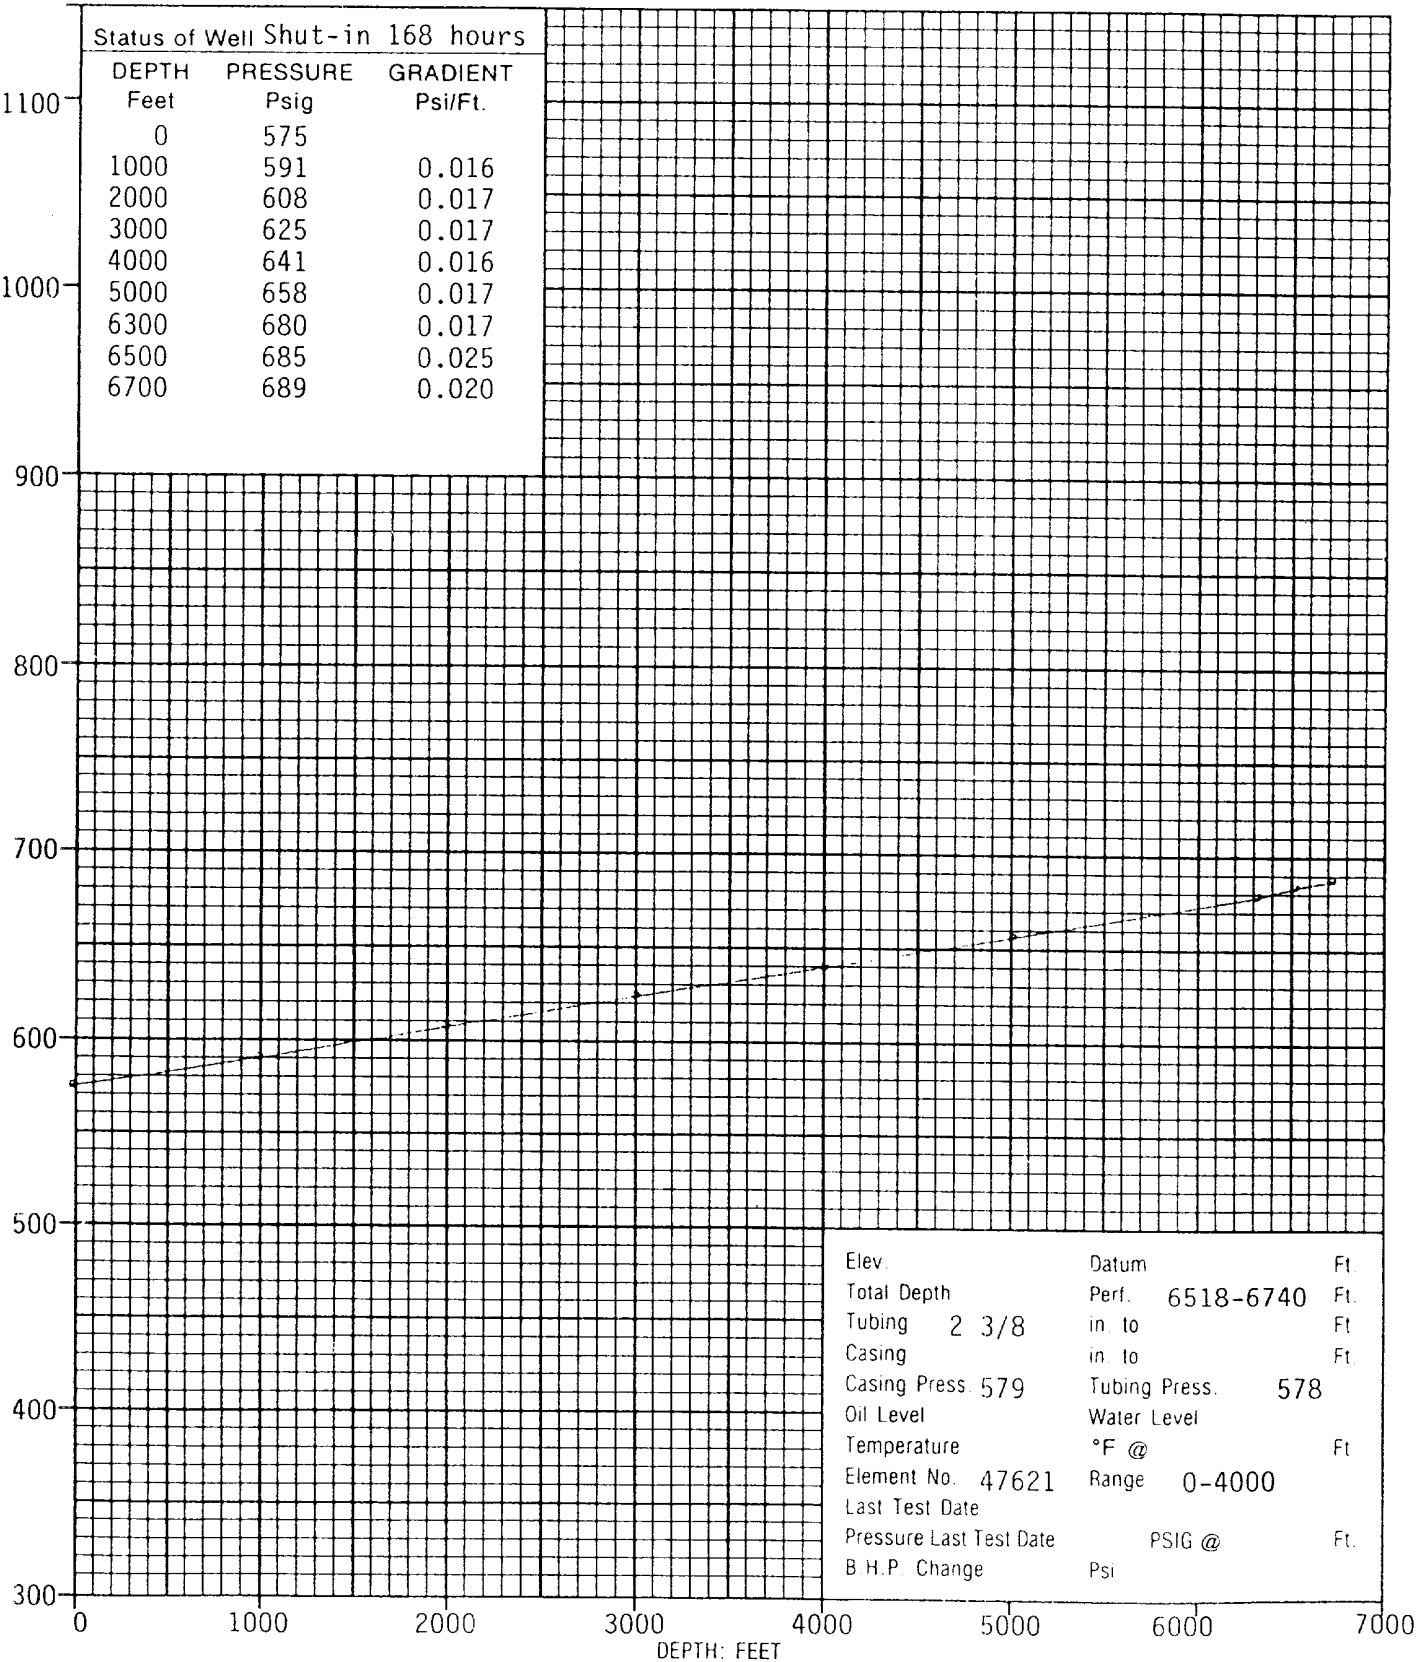 Status of Well Shut-in 168 hours
DEPTH PRESSURE GRADIENT
Feet Psig Psi/Ft.
0 575
1000 591 0.016
2000 608 0.017
3000 625 0.017
4000 641 0.016
5000 658 0.017
6300 680 0.017
6500 685 0.025
6700 689 0.020
1100
1000
900
800
700
600
500
400
300
Elev. Datum Ft.
Total Depth Perf. 6518-6740 Ft.
Tubing 2 3/8 in. to Ft
Casing in. to Ft.
Casing Press. 579 Tubing Press. 578
Oil Level Water Level
Temperature °F @ Ft
Element No. 47621 Range 0-4000
Last Test Date
Pressure Last Test Date PSIG @ Ft.
B.H.P. Change Psi
0 1000 2000 3000 4000 5000 6000 7000
DEPTH: FEET